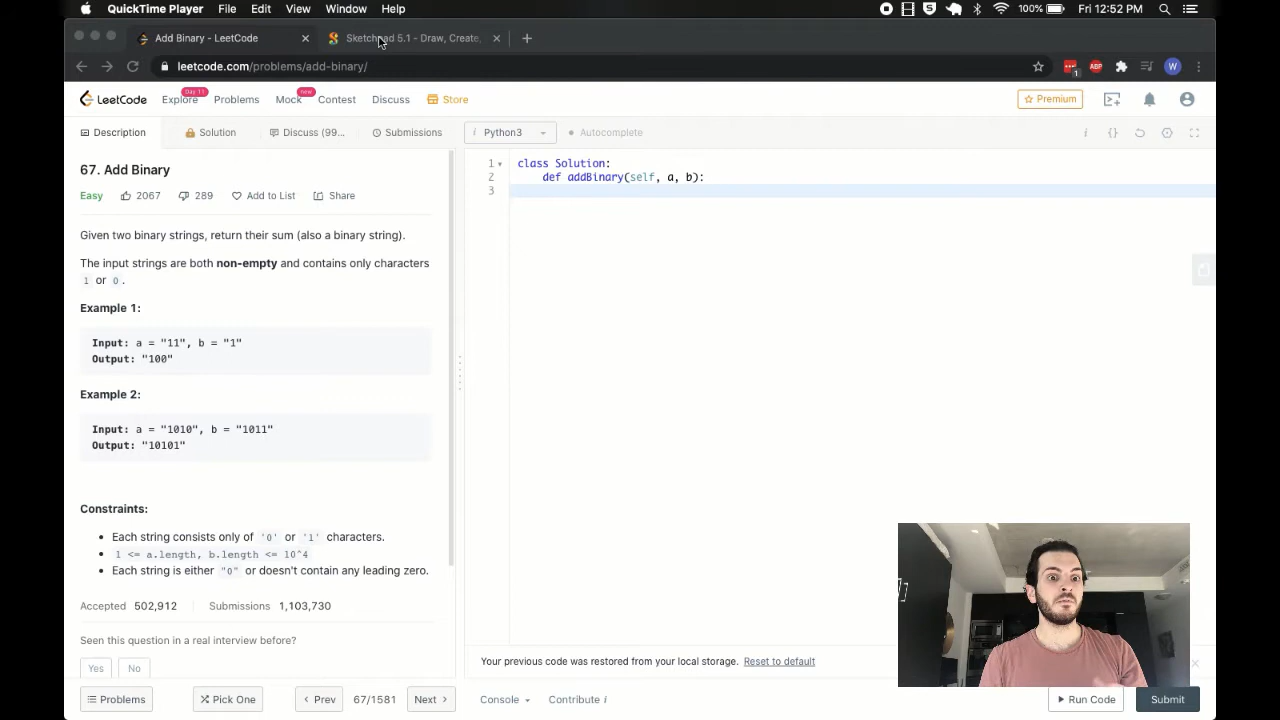 QuickTime Player File Edit View Window Help 100% Fri 12:52 PM
Add Binary - LeetCode Sketchpad 5.1 - Draw, Create,
leetcode.com/problems/add-binary/ 1 ABP W
LeetCode Explore Day 11 Problems Mock new Contest Discuss Store Premium
Description Solution Discuss (99... Submissions i Python3 Autocomplete i {}
67. Add Binary
Easy 2067 289 Add to List Share
Given two binary strings, return their sum (also a binary string).
The input strings are both non-empty and contains only characters
1 or 0.
Example 1:
Input: a = "11", b = "1"
Output: "100"
Example 2:
Input: a = "1010", b = "1011"
Output: "10101"
Constraints:
Each string consists only of '0' or '1' characters.
1 <= a.length, b.length <= 10^4
Each string is either "0" or doesn't contain any leading zero.
Accepted 502,912 Submissions 1,103,730
Seen this question in a real interview before?
Yes No
1 class Solution:
2 def addBinary(self, a, b):
3
Your previous code was restored from your local storage. Reset to default
Problems Pick One Prev 67/1581 Next Console Contribute i Run Code Submit